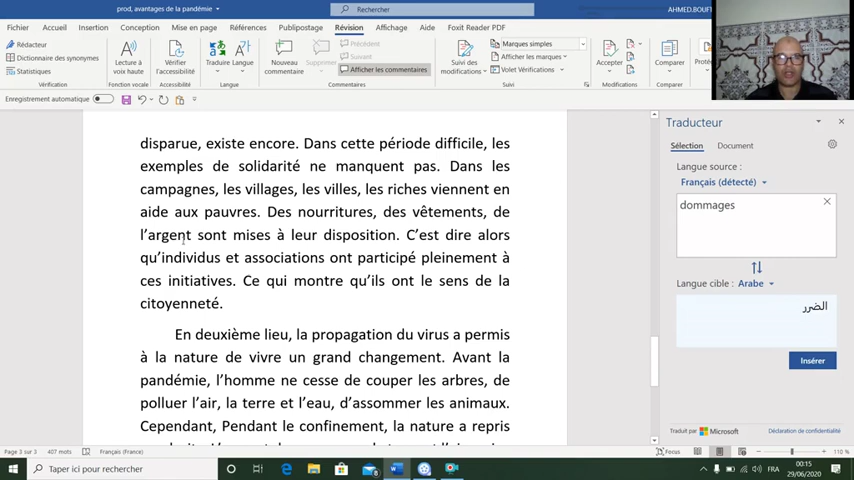 prod, avantages de la pandémie
Rechercher
AHMED.BOUFT
Fichier Accueil Insertion Conception Mise en page Références Publipostage Révision Affichage Aide Foxit Reader PDF
Rédacteur
Dictionnaire des synonymes
Statistiques
Vérification
Lecture à voix haute
Fonction vocale
Vérifier l'accessibilité
Accessibilité
Traduire Langue
Langue
Nouveau commentaire
Supprimer
Précédent
Suivant
Afficher les commentaires
Commentaires
Suivi des modifications
Marques simples
Afficher les marques
Volet Vérifications
Suivi
Accepter
Modifications
Comparer
Comparer
Enregistrement automatique
disparue, existe encore. Dans cette période difficile, les
exemples de solidarité ne manquent pas. Dans les
campagnes, les villages, les villes, les riches viennent en
aide aux pauvres. Des nourritures, des vêtements, de
l’argent sont mises à leur disposition. C’est dire alors
qu’individus et associations ont participé pleinement à
ces initiatives. Ce qui montre qu’ils ont le sens de la
citoyenneté.
En deuxième lieu, la propagation du virus a permis
à la nature de vivre un grand changement. Avant la
pandémie, l’homme ne cesse de couper les arbres, de
polluer l’air, la terre et l’eau, d’assommer les animaux.
Cependant, Pendant le confinement, la nature a repris
Traducteur
Sélection Document
Langue source :
Français (détecté)
dommages
Langue cible : Arabe
الضرر
Insérer
Traduit par Microsoft Déclaration de confidentialité
Page 3 sur 3 407 mots Français (France)
Focus 110 %
Taper ici pour rechercher
FRA
00:15
29/06/2020